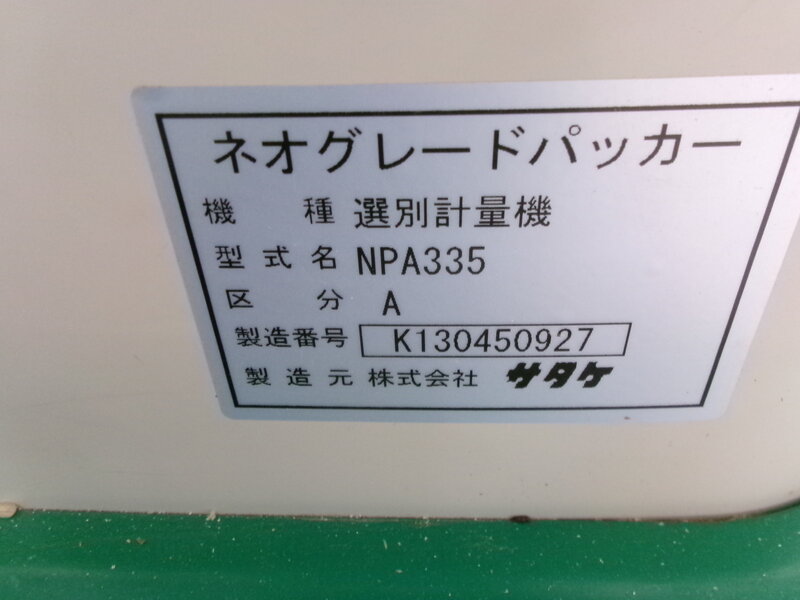 ネオグレードパッカー
機種 選別計量機
型式名 NPA335
区分 A
製造番号 K130450927
製造元 株式会社 サタケ